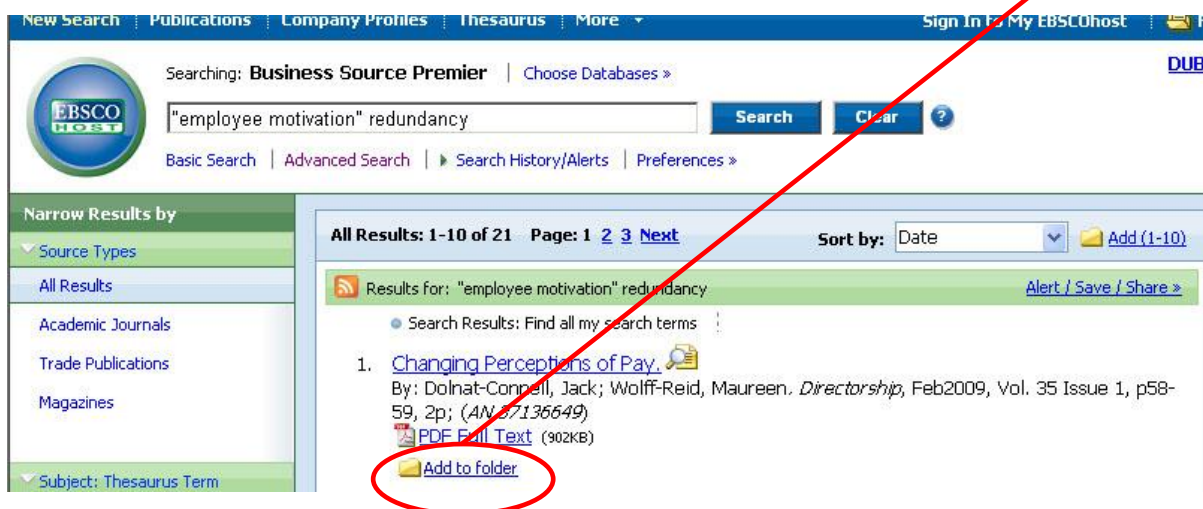 New Search Publications Company Profiles Thesaurus More Sign In to My EBSCOhost
Searching: Business Source Premier | Choose Databases » DUB
EBSCO HOST
"employee motivation" redundancy Search Clear ?
Basic Search | Advanced Search | Search History/Alerts | Preferences »
Narrow Results by
Source Types
All Results
Academic Journals
Trade Publications
Magazines
Subject: Thesaurus Term
All Results: 1-10 of 21 Page: 1 2 3 Next Sort by: Date Add (1-10)
Results for: "employee motivation" redundancy Alert / Save / Share »
Search Results: Find all my search terms
1. Changing Perceptions of Pay.
By: Dolnat-Connell, Jack; Wolff-Reid, Maureen. Directorship, Feb2009, Vol. 35 Issue 1, p58-
59, 2p; (AN 37136649)
PDF Full Text (902KB)
Add to folder